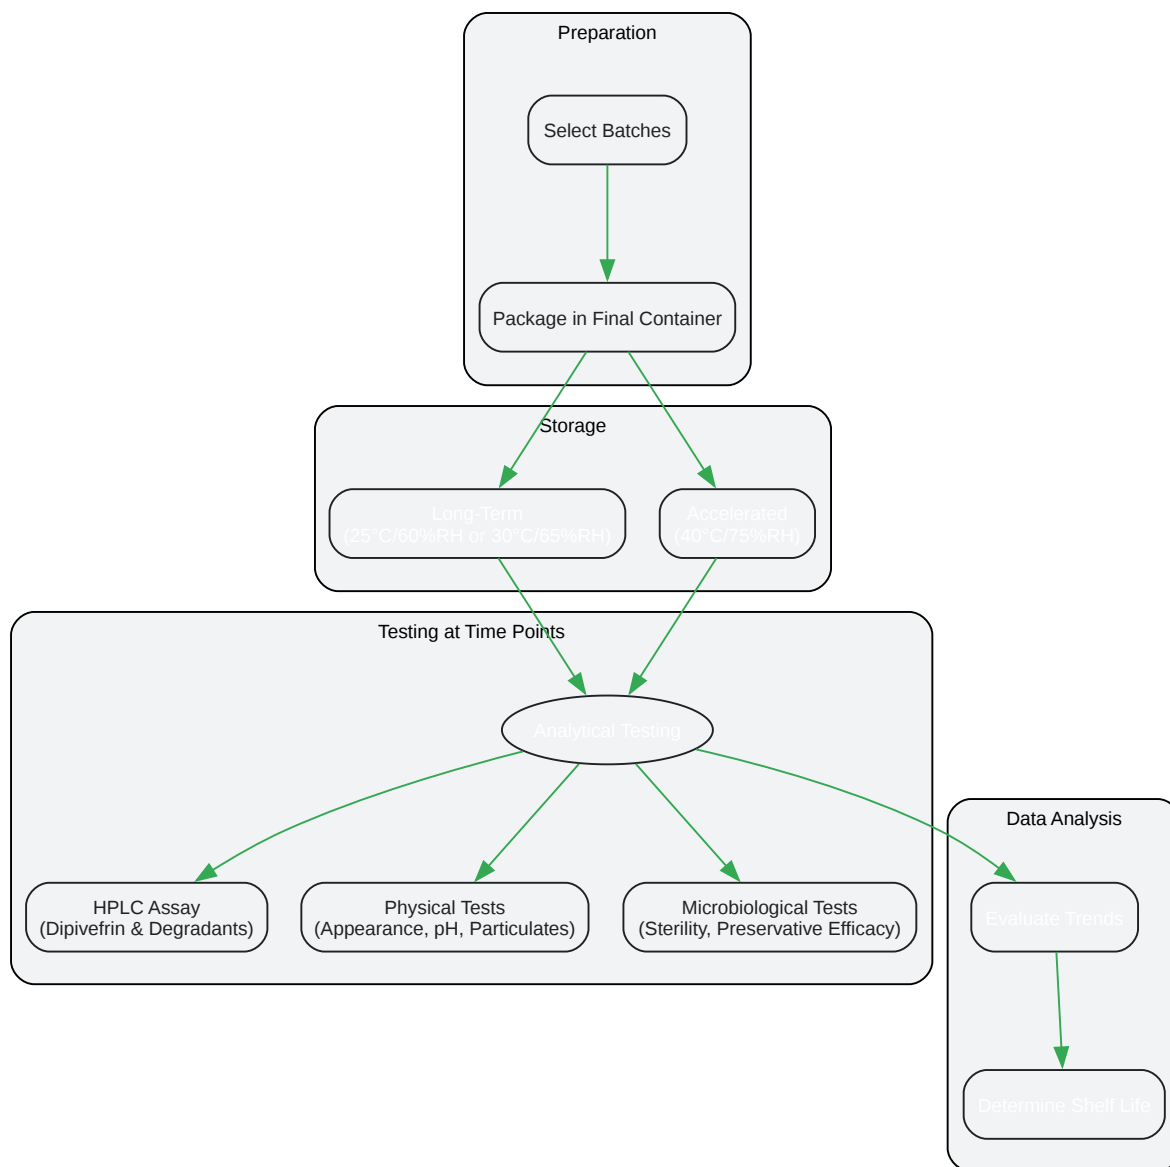 Preparation
Select Batches
Package in Final Container
Storage
Long-Term
(25°C/60%RH or 30°C/65%RH)
Accelerated
(40°C/75%RH)
Testing at Time Points
Analytical Testing
HPLC Assay
(Dipivefrin & Degradants)
Physical Tests
(Appearance, pH, Particulates)
Microbiological Tests
(Sterility, Preservative Efficacy)
Data Analysis
Evaluate Trends
Determine Shelf Life